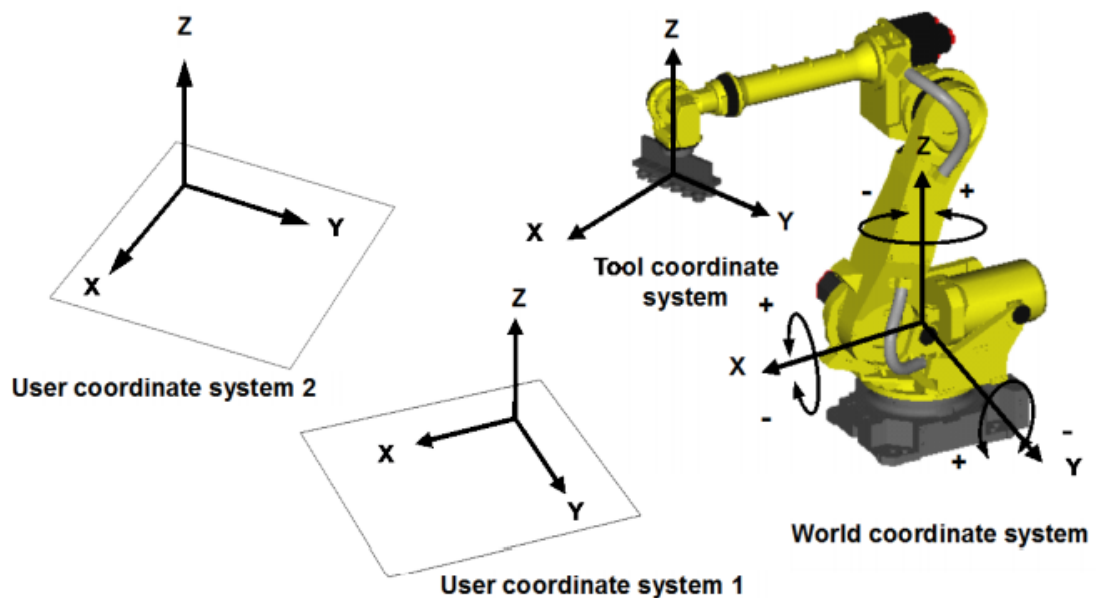 Z
Y
X
User coordinate system 2
Z
X
Y
User coordinate system 1
Z
X
Y
Tool coordinate
system
Z
-
+
+
X
-
-
+
Y
World coordinate system